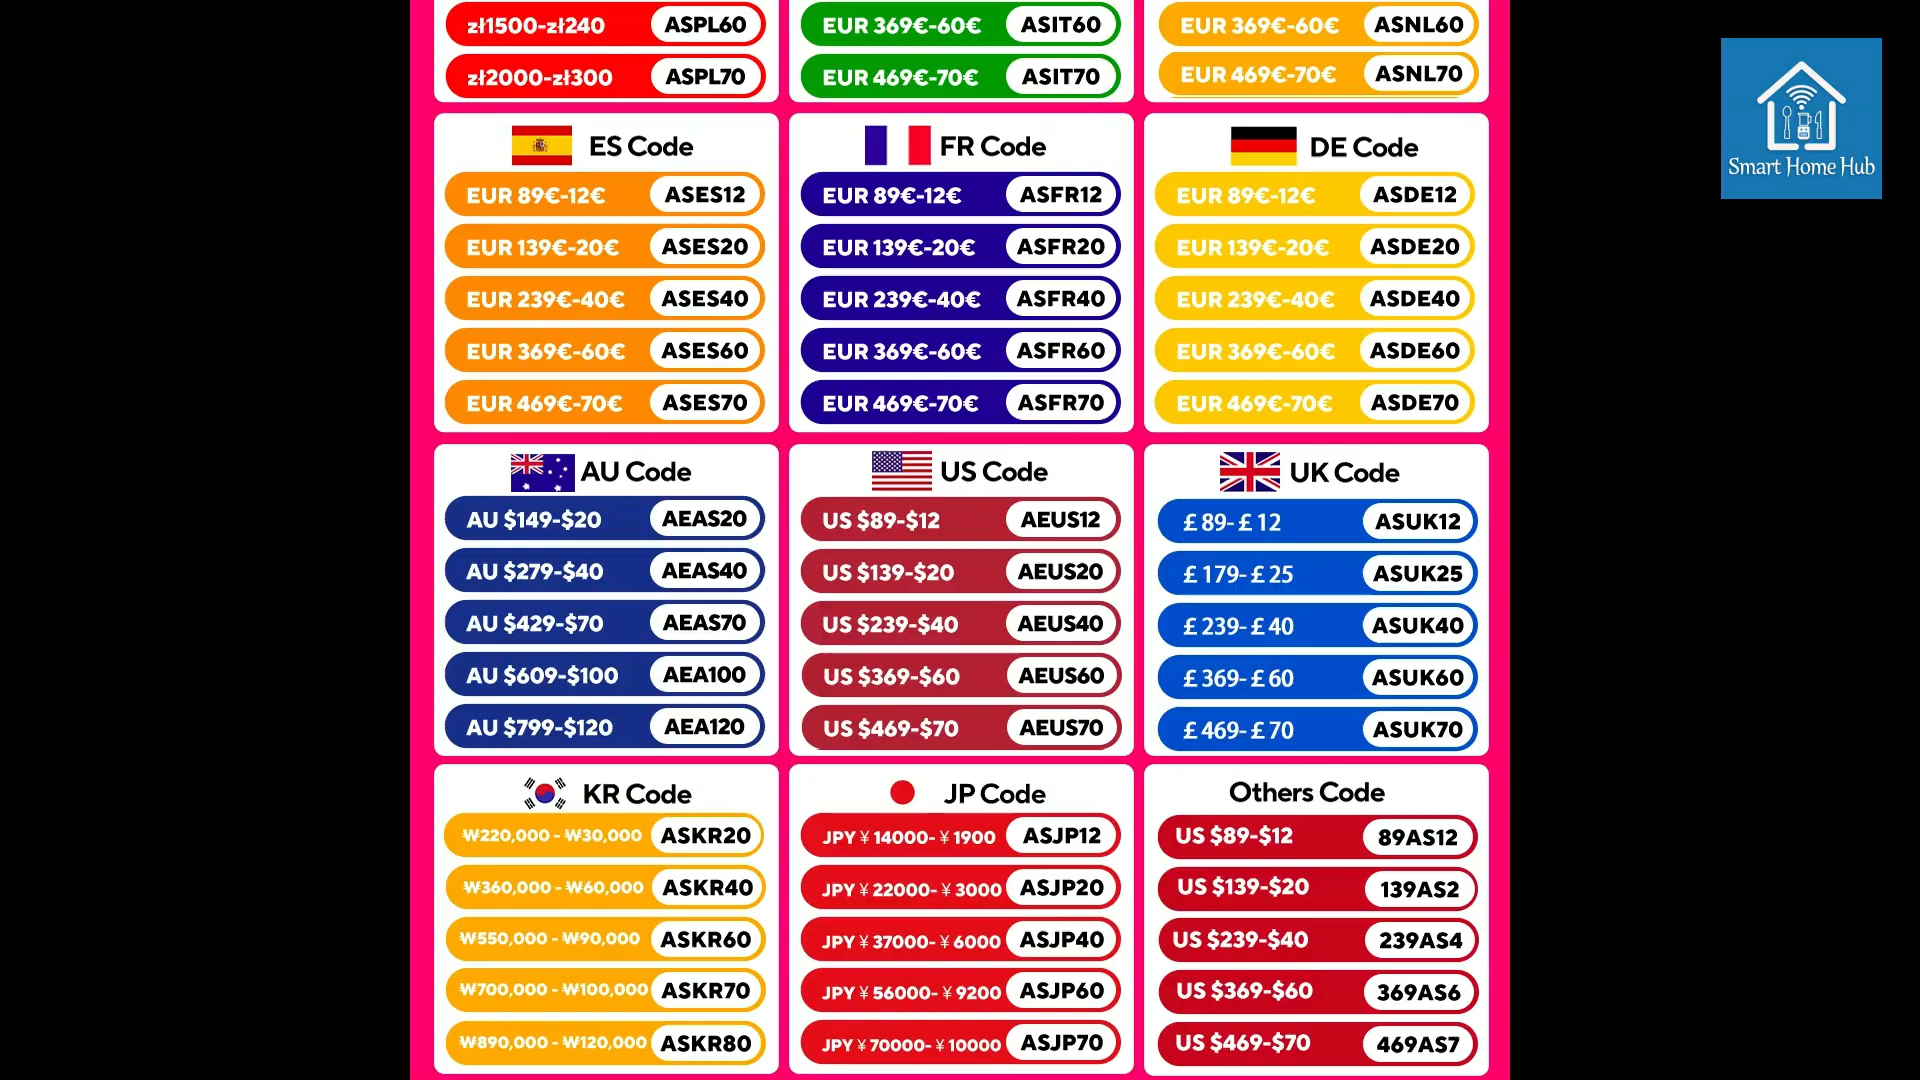 zł1500-zł240 ASPL60
zł2000-zł300 ASPL70
EUR 369€-60€ ASIT60
EUR 469€-70€ ASIT70
EUR 369€-60€ ASNL60
EUR 469€-70€ ASNL70
Smart Home Hub
ES Code
EUR 89€-12€ ASES12
EUR 139€-20€ ASES20
EUR 239€-40€ ASES40
EUR 369€-60€ ASES60
EUR 469€-70€ ASES70
FR Code
EUR 89€-12€ ASFR12
EUR 139€-20€ ASFR20
EUR 239€-40€ ASFR40
EUR 369€-60€ ASFR60
EUR 469€-70€ ASFR70
DE Code
EUR 89€-12€ ASDE12
EUR 139€-20€ ASDE20
EUR 239€-40€ ASDE40
EUR 369€-60€ ASDE60
EUR 469€-70€ ASDE70
AU Code
AU $149-$20 AEAS20
AU $279-$40 AEAS40
AU $429-$70 AEAS70
AU $609-$100 AEA100
AU $799-$120 AEA120
US Code
US $89-$12 AEUS12
US $139-$20 AEUS20
US $239-$40 AEUS40
US $369-$60 AEUS60
US $469-$70 AEUS70
UK Code
£ 89- £ 12 ASUK12
£ 179- £ 25 ASUK25
£ 239- £ 40 ASUK40
£ 369- £ 60 ASUK60
£ 469- £ 70 ASUK70
KR Code
₩220,000 - ₩30,000 ASKR20
₩360,000 - ₩60,000 ASKR40
₩550,000 - ₩90,000 ASKR60
₩700,000 - ₩100,000 ASKR70
₩890,000 - ₩120,000 ASKR80
JP Code
JPY ¥ 14000- ¥ 1900 ASJP12
JPY ¥ 22000- ¥ 3000 ASJP20
JPY ¥ 37000- ¥ 6000 ASJP40
JPY ¥ 56000- ¥ 9200 ASJP60
JPY ¥ 70000- ¥ 10000 ASJP70
Others Code
US $89-$12 89AS12
US $139-$20 139AS2
US $239-$40 239AS4
US $369-$60 369AS6
US $469-$70 469AS7